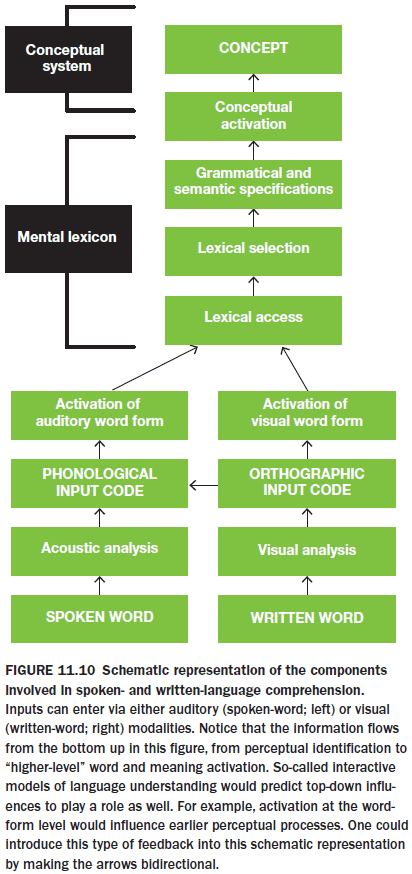 Conceptual
system
CONCEPT
Conceptual
activation
Grammatical and
semantic specifications
Mental lexicon
Lexical selection
Lexical access
Activation of
auditory word form
Activation of
visual word form
PHONOLOGICAL
INPUT CODE
ORTHOGRAPHIC
INPUT CODE
Acoustic analysis
Visual analysis
SPOKEN WORD
WRITTEN WORD
FIGURE 11.10 Schematic representation of the components
involved in spoken- and written-language comprehension.
Inputs can enter via either auditory (spoken-word; left) or visual
(written-word; right) modalities. Notice that the information flows
from the bottom up in this figure, from perceptual identification to
“higher-level” word and meaning activation. So-called interactive
models of language understanding would predict top-down influ-
ences to play a role as well. For example, activation at the word-
form level would influence earlier perceptual processes. One could
introduce this type of feedback into this schematic representation
by making the arrows bidirectional.